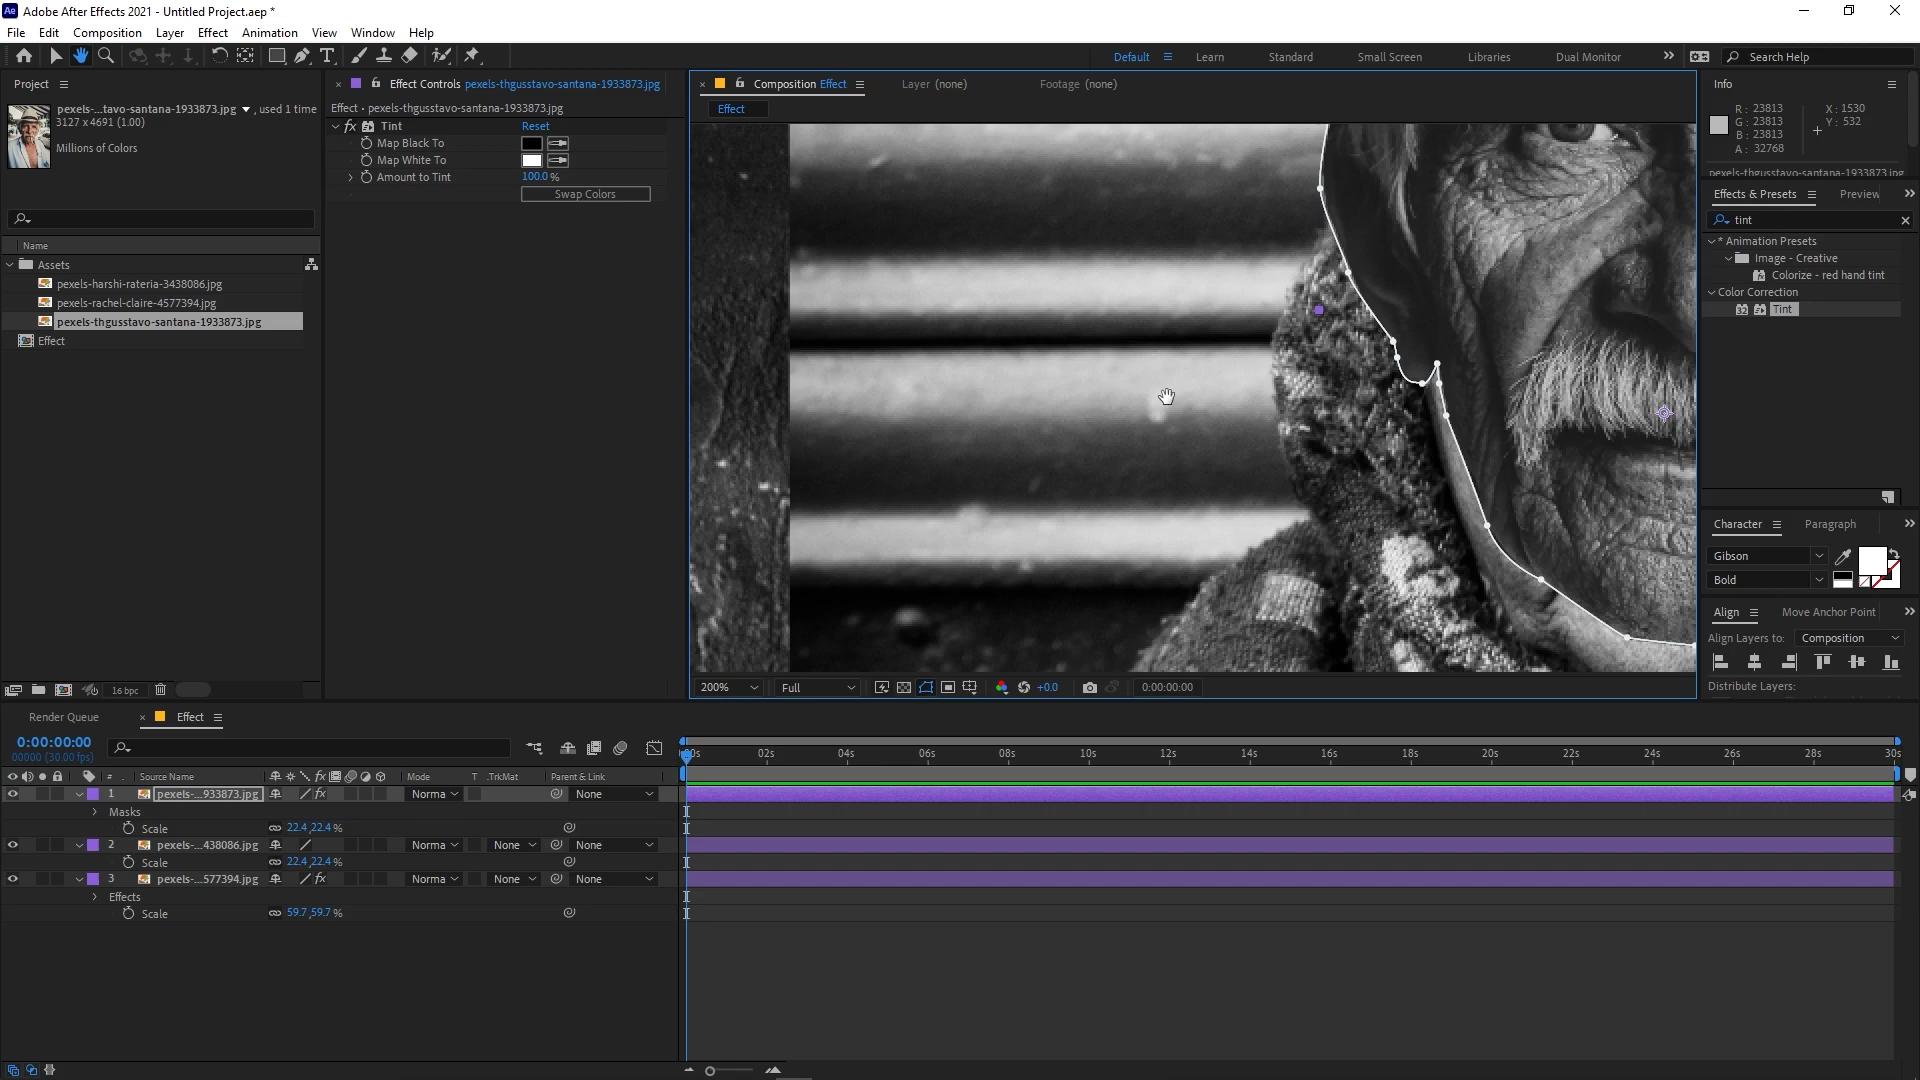 Ae Adobe After Effects 2021 - Untitled Project.aep *
File Edit Composition Layer Effect Animation View Window Help
Default Learn Standard Small Screen Libraries Dual Monitor Search Help
Project
pexels-...tavo-santana-1933873.jpg , used 1 time
3127 x 4691 (1.00)
Millions of Colors
Name
Assets
pexels-harshi-rateria-3438086.jpg
pexels-rachel-claire-4577394.jpg
pexels-thgusstavo-santana-1933873.jpg
Effect
16 bpc
Effect Controls pexels-thgusstavo-santana-1933873.jpg
Effect • pexels-thgusstavo-santana-1933873.jpg
fx Tint Reset
Map Black To
Map White To
Amount to Tint 100.0 %
Swap Colors
Composition Effect Layer (none) Footage (none)
Effect
200% Full +0.0 0:00:00:00
Info
R : 23813 X : 1530
G : 23813 Y : 532
B : 23813
A : 32768
pexels-thgusstavo-santana-1933873.jpg
Effects & Presets Preview
tint
* Animation Presets
Image - Creative
Colorize - red hand tint
Color Correction
32 Tint
Character Paragraph
Gibson
Bold
Align Move Anchor Point
Align Layers to: Composition
Distribute Layers:
Render Queue Effect
0:00:00:00
00000 (30.00 fps)
# Source Name fx Mode T .TrkMat Parent & Link
00s 02s 04s 06s 08s 10s 12s 14s 16s 18s 20s 22s 24s 26s 28s 30s
1 pexels-...933873.jpg fx Norma None
Masks
Scale 22.4,22.4 %
2 pexels-...438086.jpg Norma None None
Scale 22.4,22.4 %
3 pexels-...577394.jpg fx Norma None None
Effects
Scale 59.7,59.7 %